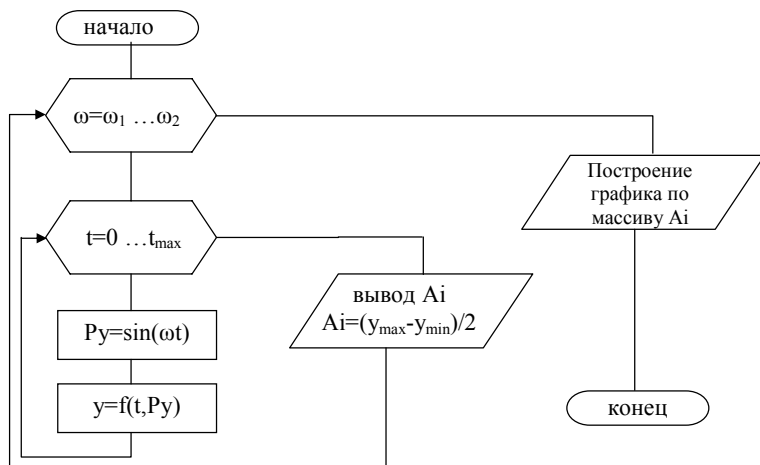 начало
ω=ω₁ …ω₂
t=0 …tₘₐₓ
Py=sin(ωt)
y=f(t,Py)
вывод Ai
Ai=(yₘₐₓ-yₘᵢₙ)/2
Построение
графика по
массиву Ai
конец